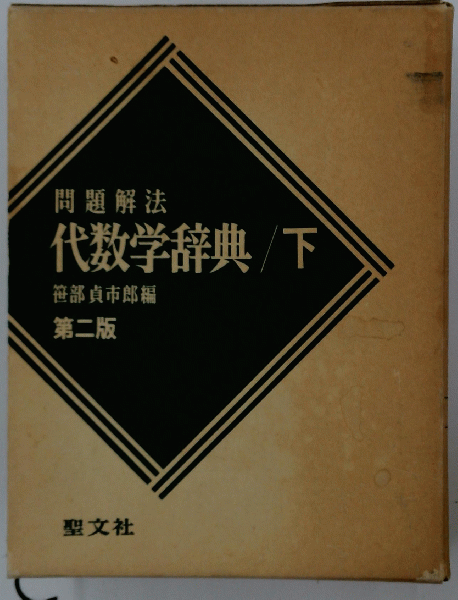 問題解法
代数学辞典/下
笹部貞市郎編
第二版
聖文社